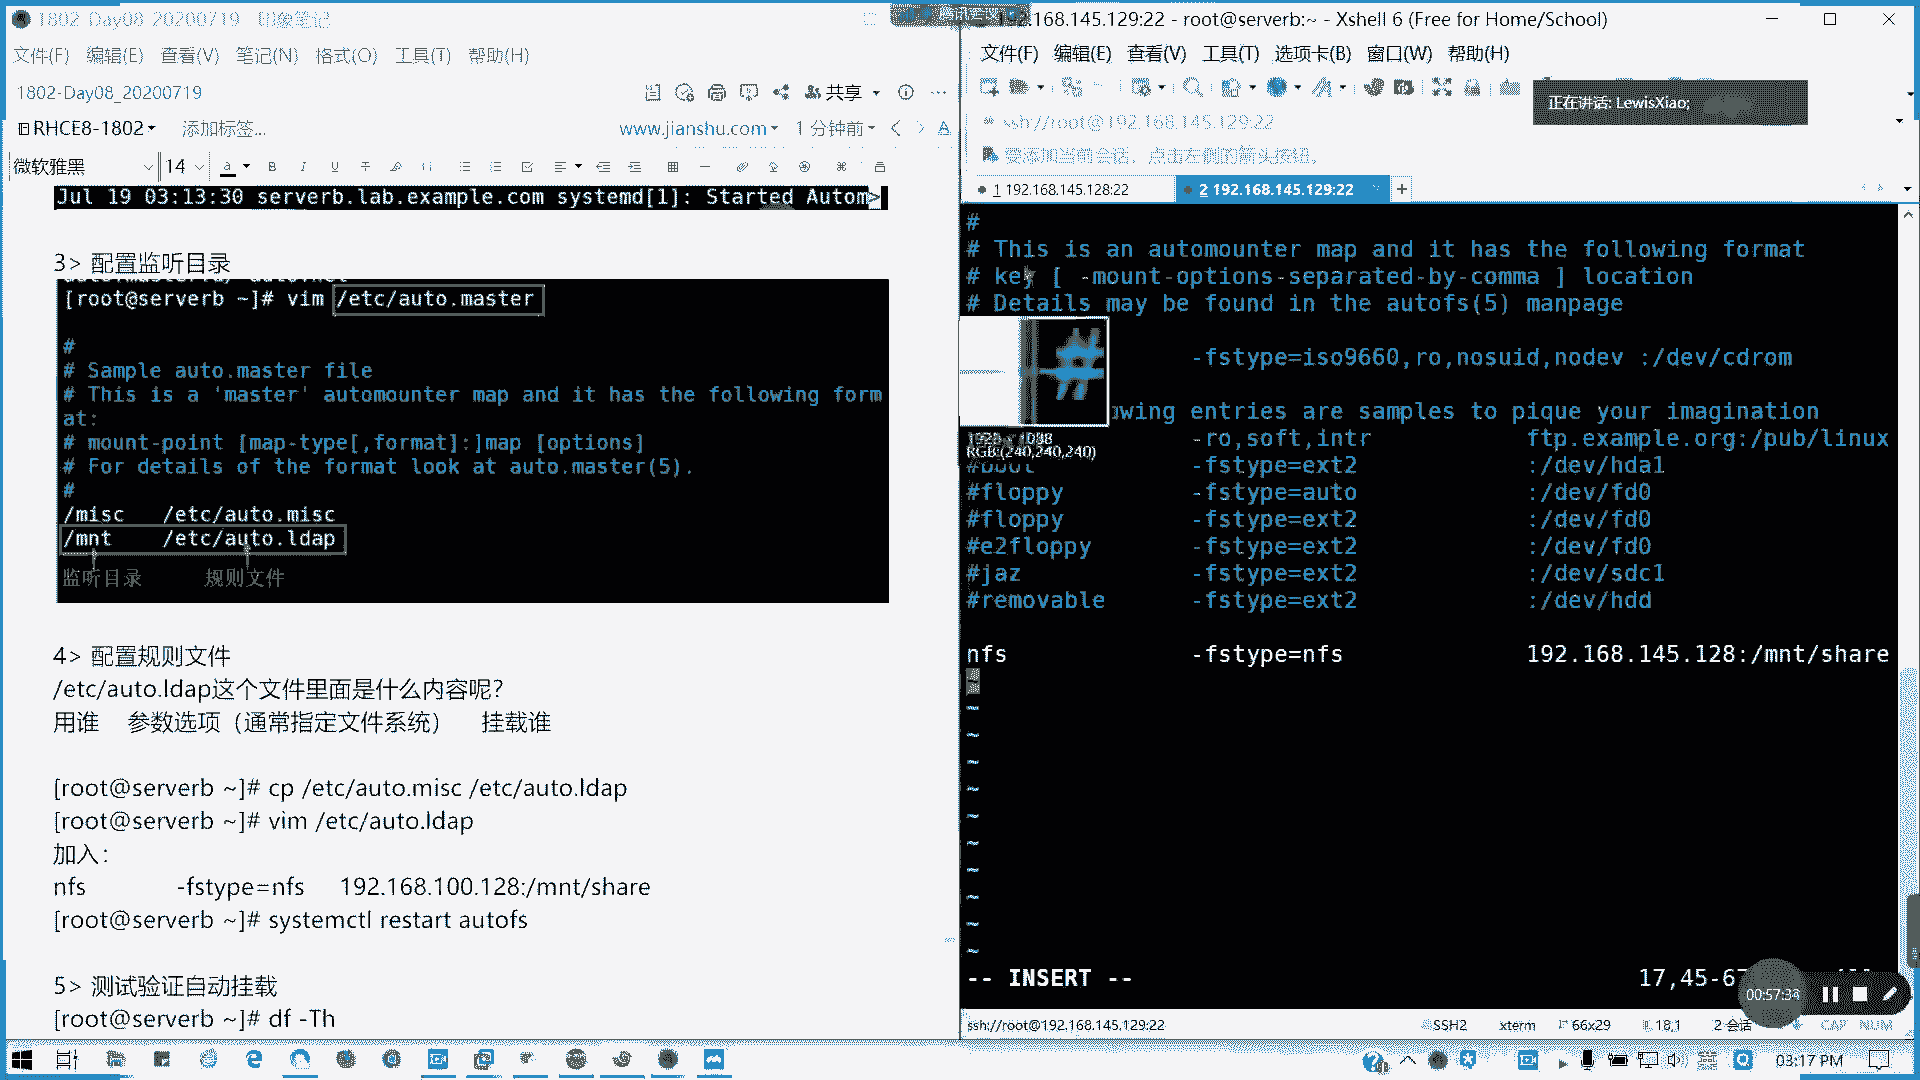 1802-Day08_20200719 - 印象笔记
文件(F) 编辑(E) 查看(V) 笔记(N) 格式(O) 工具(T) 帮助(H)
1802-Day08_20200719
共享
RHCE8-1802 添加标签...
www.jianshu.com 1 分钟前
微软雅黑 14
Jul 19 03:13:30 serverb.lab.example.com systemd[1]: Started Autom>
3> 配置监听目录
[root@serverb ~]# vim /etc/auto.master
#
# Sample auto.master file
# This is a 'master' automounter map and it has the following form
at:
# mount-point [map-type[,format]:]map [options]
# For details of the format look at auto.master(5).
#
/misc /etc/auto.misc
/mnt /etc/auto.ldap
监听目录 规则文件
4> 配置规则文件
/etc/auto.ldap这个文件里面是什么内容呢?
用谁 参数选项（通常指定文件系统） 挂载谁
[root@serverb ~]# cp /etc/auto.misc /etc/auto.ldap
[root@serverb ~]# vim /etc/auto.ldap
加入：
nfs -fstype=nfs 192.168.100.128:/mnt/share
[root@serverb ~]# systemctl restart autofs
5> 测试验证自动挂载
[root@serverb ~]# df -Th
192.168.145.129:22 - root@serverb:~ - Xshell 6 (Free for Home/School)
文件(F) 编辑(E) 查看(V) 工具(T) 选项卡(B) 窗口(W) 帮助(H)
正在讲话: LewisXiao;
ssh://root@192.168.145.129:22
要添加当前会话，点击左侧的箭头按钮。
1 192.168.145.128:22 2 192.168.145.129:22 +
#
# This is an automounter map and it has the following format
# key [ -mount-options-separated-by-comma ] location
# Details may be found in the autofs(5) manpage
-fstype=iso9660,ro,nosuid,nodev :/dev/cdrom
owing entries are samples to pique your imagination
-ro,soft,intr ftp.example.org:/pub/linux
RGB:(240,240,240)
#boot -fstype=ext2 :/dev/hda1
#floppy -fstype=auto :/dev/fd0
#floppy -fstype=ext2 :/dev/fd0
#e2floppy -fstype=ext2 :/dev/fd0
#jaz -fstype=ext2 :/dev/sdc1
#removable -fstype=ext2 :/dev/hdd
nfs -fstype=nfs 192.168.145.128:/mnt/share
~
~
~
~
~
~
~
~
~
~
-- INSERT -- 17,45-67
00:57:34
ssh://root@192.168.145.129:22 SSH2 xterm 66x29 18,1 2 会话 CAP NUM
03:17 PM